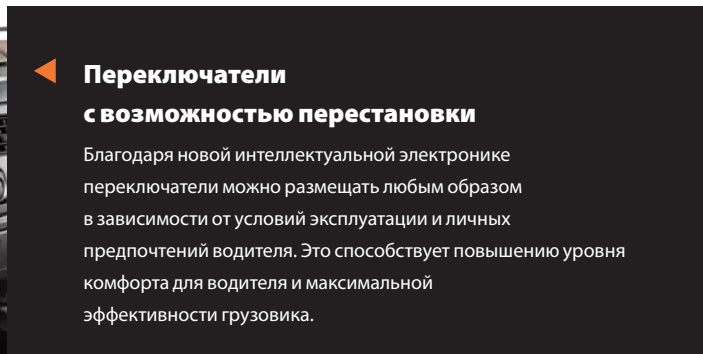 Переключатели
с возможностью перестановки
Благодаря новой интеллектуальной электронике
переключатели можно размещать любым образом
в зависимости от условий эксплуатации и личных
предпочтений водителя. Это способствует повышению уровня
комфорта для водителя и максимальной
эффективности грузовика.